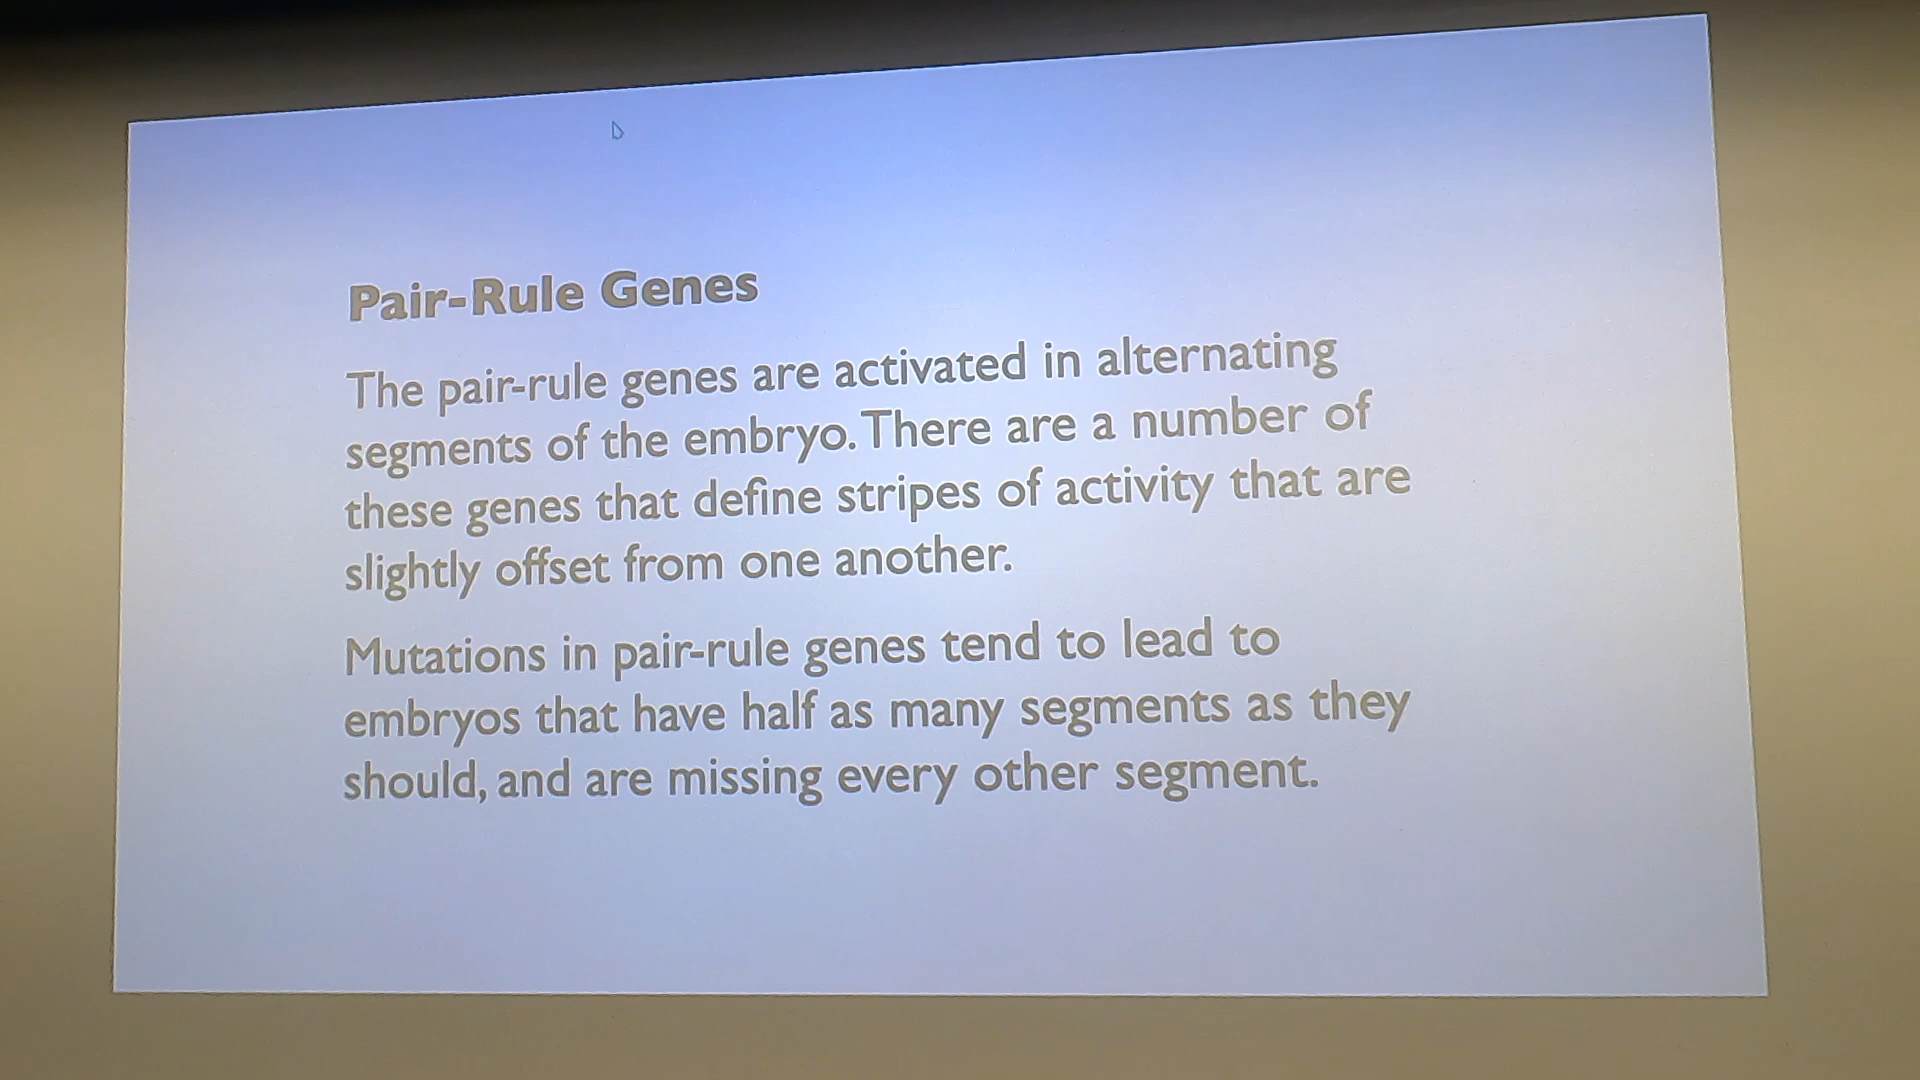 Pair-Rule Genes
The pair-rule genes are activated in alternating
segments of the embryo. There are a number of
these genes that define stripes of activity that are
slightly offset from one another.
Mutations in pair-rule genes tend to lead to
embryos that have half as many segments as they
should, and are missing every other segment.